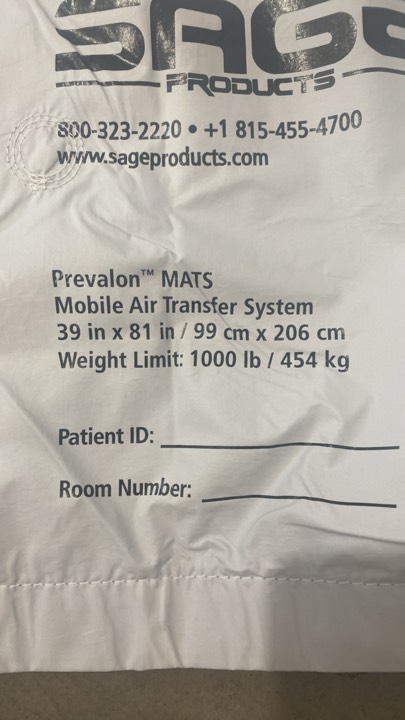 SAGE
PRODUCTS
800-323-2220 • +1 815-455-4700
www.sageproducts.com
Prevalon™ MATS
Mobile Air Transfer System
39 in x 81 in / 99 cm x 206 cm
Weight Limit: 1000 lb / 454 kg
Patient ID:
Room Number: